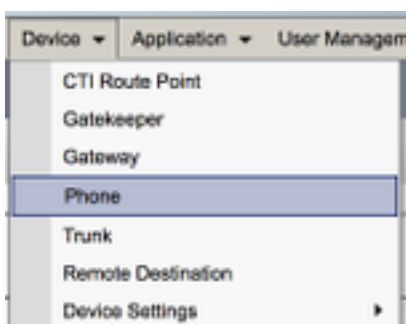 Device Application User Managem
CTI Route Point
Gatekeeper
Gateway
Phone
Trunk
Remote Destination
Device Settings